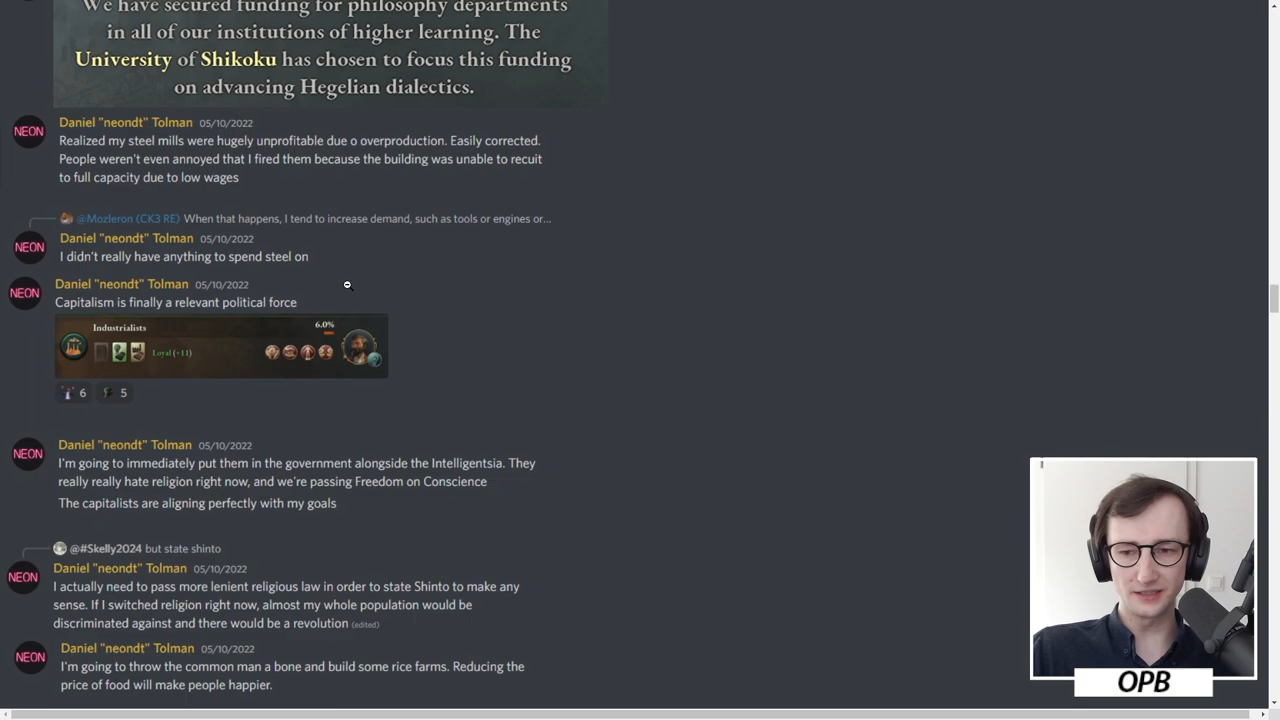 We have secured funding for philosophy departments
in all of our institutions of higher learning. The
University of Shikoku has chosen to focus this funding
on advancing Hegelian dialectics.
NEON
Daniel "neondt" Tolman 05/10/2022
Realized my steel mills were hugely unprofitable due o overproduction. Easily corrected.
People weren't even annoyed that I fired them because the building was unable to recuit
to full capacity due to low wages
@Mozleron (CK3 RE) When that happens, I tend to increase demand, such as tools or engines or...
NEON
Daniel "neondt" Tolman 05/10/2022
I didn't really have anything to spend steel on
NEON
Daniel "neondt" Tolman 05/10/2022
Capitalism is finally a relevant political force
Industrialists
6.0%
Loyal (+11)
6 5
NEON
Daniel "neondt" Tolman 05/10/2022
I'm going to immediately put them in the government alongside the Intelligentsia. They
really really hate religion right now, and we're passing Freedom on Conscience
The capitalists are aligning perfectly with my goals
@#Skelly2024 but state shinto
NEON
Daniel "neondt" Tolman 05/10/2022
I actually need to pass more lenient religious law in order to state Shinto to make any
sense. If I switched religion right now, almost my whole population would be
discriminated against and there would be a revolution (edited)
NEON
Daniel "neondt" Tolman 05/10/2022
I'm going to throw the common man a bone and build some rice farms. Reducing the
price of food will make people happier.
OPB